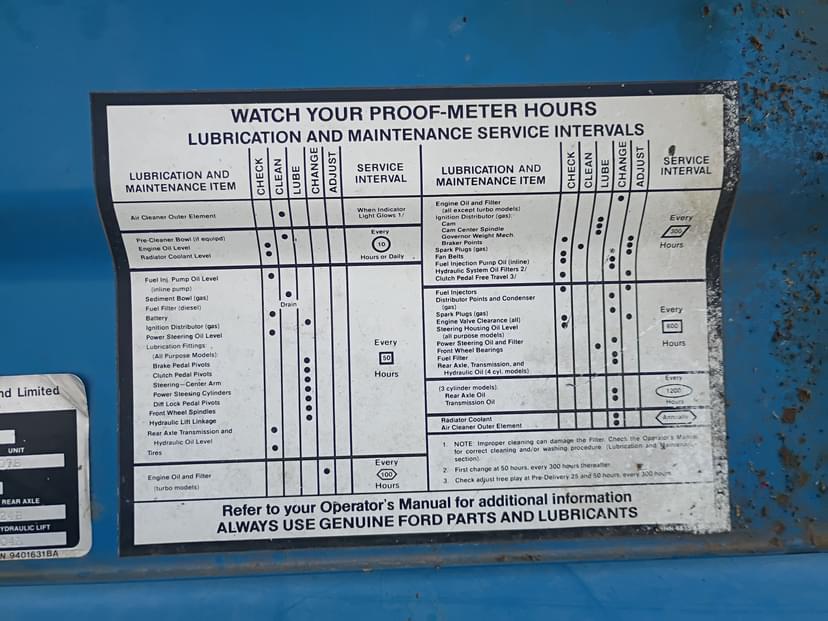 WATCH YOUR PROOF-METER HOURS
LUBRICATION AND MAINTENANCE SERVICE INTERVALS
LUBRICATION AND
MAINTENANCE ITEM
CHECK
CLEAN
LUBE
CHANGE
ADJUST
SERVICE
INTERVAL
Air Cleaner Outer Element
When Indicator
Light Glows 1/
Pre-Cleaner Bowl (if equipd)
Engine Oil Level
Radiator Coolant Level
Every
10
Hours or Daily
Fuel Inj. Pump Oil Level
(inline pump)
Sediment Bowl (gas)
Drain
Fuel Filter (diesel)
Battery
Ignition Distributor (gas)
Power Steering Oil Level
Lubrication Fittings:
(All Purpose Models)
Brake Pedal Pivots
Clutch Pedal Pivots
Steering-Center Arm
Power Steering Cylinders
Diff Lock Pedal Pivots
Front Wheel Spindles
Hydraulic Lift Linkage
Rear Axle Transmission and
Hydraulic Oil Level
Tires
Every
50
Hours
Engine Oil and Filter
(turbo models)
Every
100
Hours
LUBRICATION AND
MAINTENANCE ITEM
CHECK
CLEAN
LUBE
CHANGE
ADJUST
SERVICE
INTERVAL
Engine Oil and Filter
(all except turbo models)
Ignition Distributor (gas):
Cam
Cam Center Spindle
Governor Weight Mech.
Braker Points
Spark Plugs (gas)
Fan Belts
Fuel Injection Pump Oil (inline)
Hydraulic System Oil Filters 2/
Clutch Pedal Free Travel 3/
Every
300
Hours
Fuel Injectors
Distributor Points and Condenser
(gas)
Spark Plugs (gas)
Engine Valve Clearance (all)
Steering Housing Oil Level
(all purpose models)
Power Steering Oil and Filter
Front Wheel Bearings
Fuel Filter
Rear Axle, Transmission, and
Hydraulic Oil (4 cyl. models)
Every
600
Hours
(3 cylinder models)
Rear Axle Oil
Transmission Oil
Every
1200
Hours
Radiator Coolant
Air Cleaner Outer Element
Annually
1. NOTE: Improper cleaning can damage the Filter. Check the Operator's Manual
for correct cleaning and/or washing procedure. (Lubrication and Maintenance
section).
2. First change at 50 hours, every 300 hours thereafter.
3. Check adjust free play at Pre-Delivery 25 and 50 hours, every 300 hours
Refer to your Operator's Manual for additional information
ALWAYS USE GENUINE FORD PARTS AND LUBRICANTS
nd Limited
UNIT
REAR AXLE
YDRAULIC LIFT
N 9401631BA